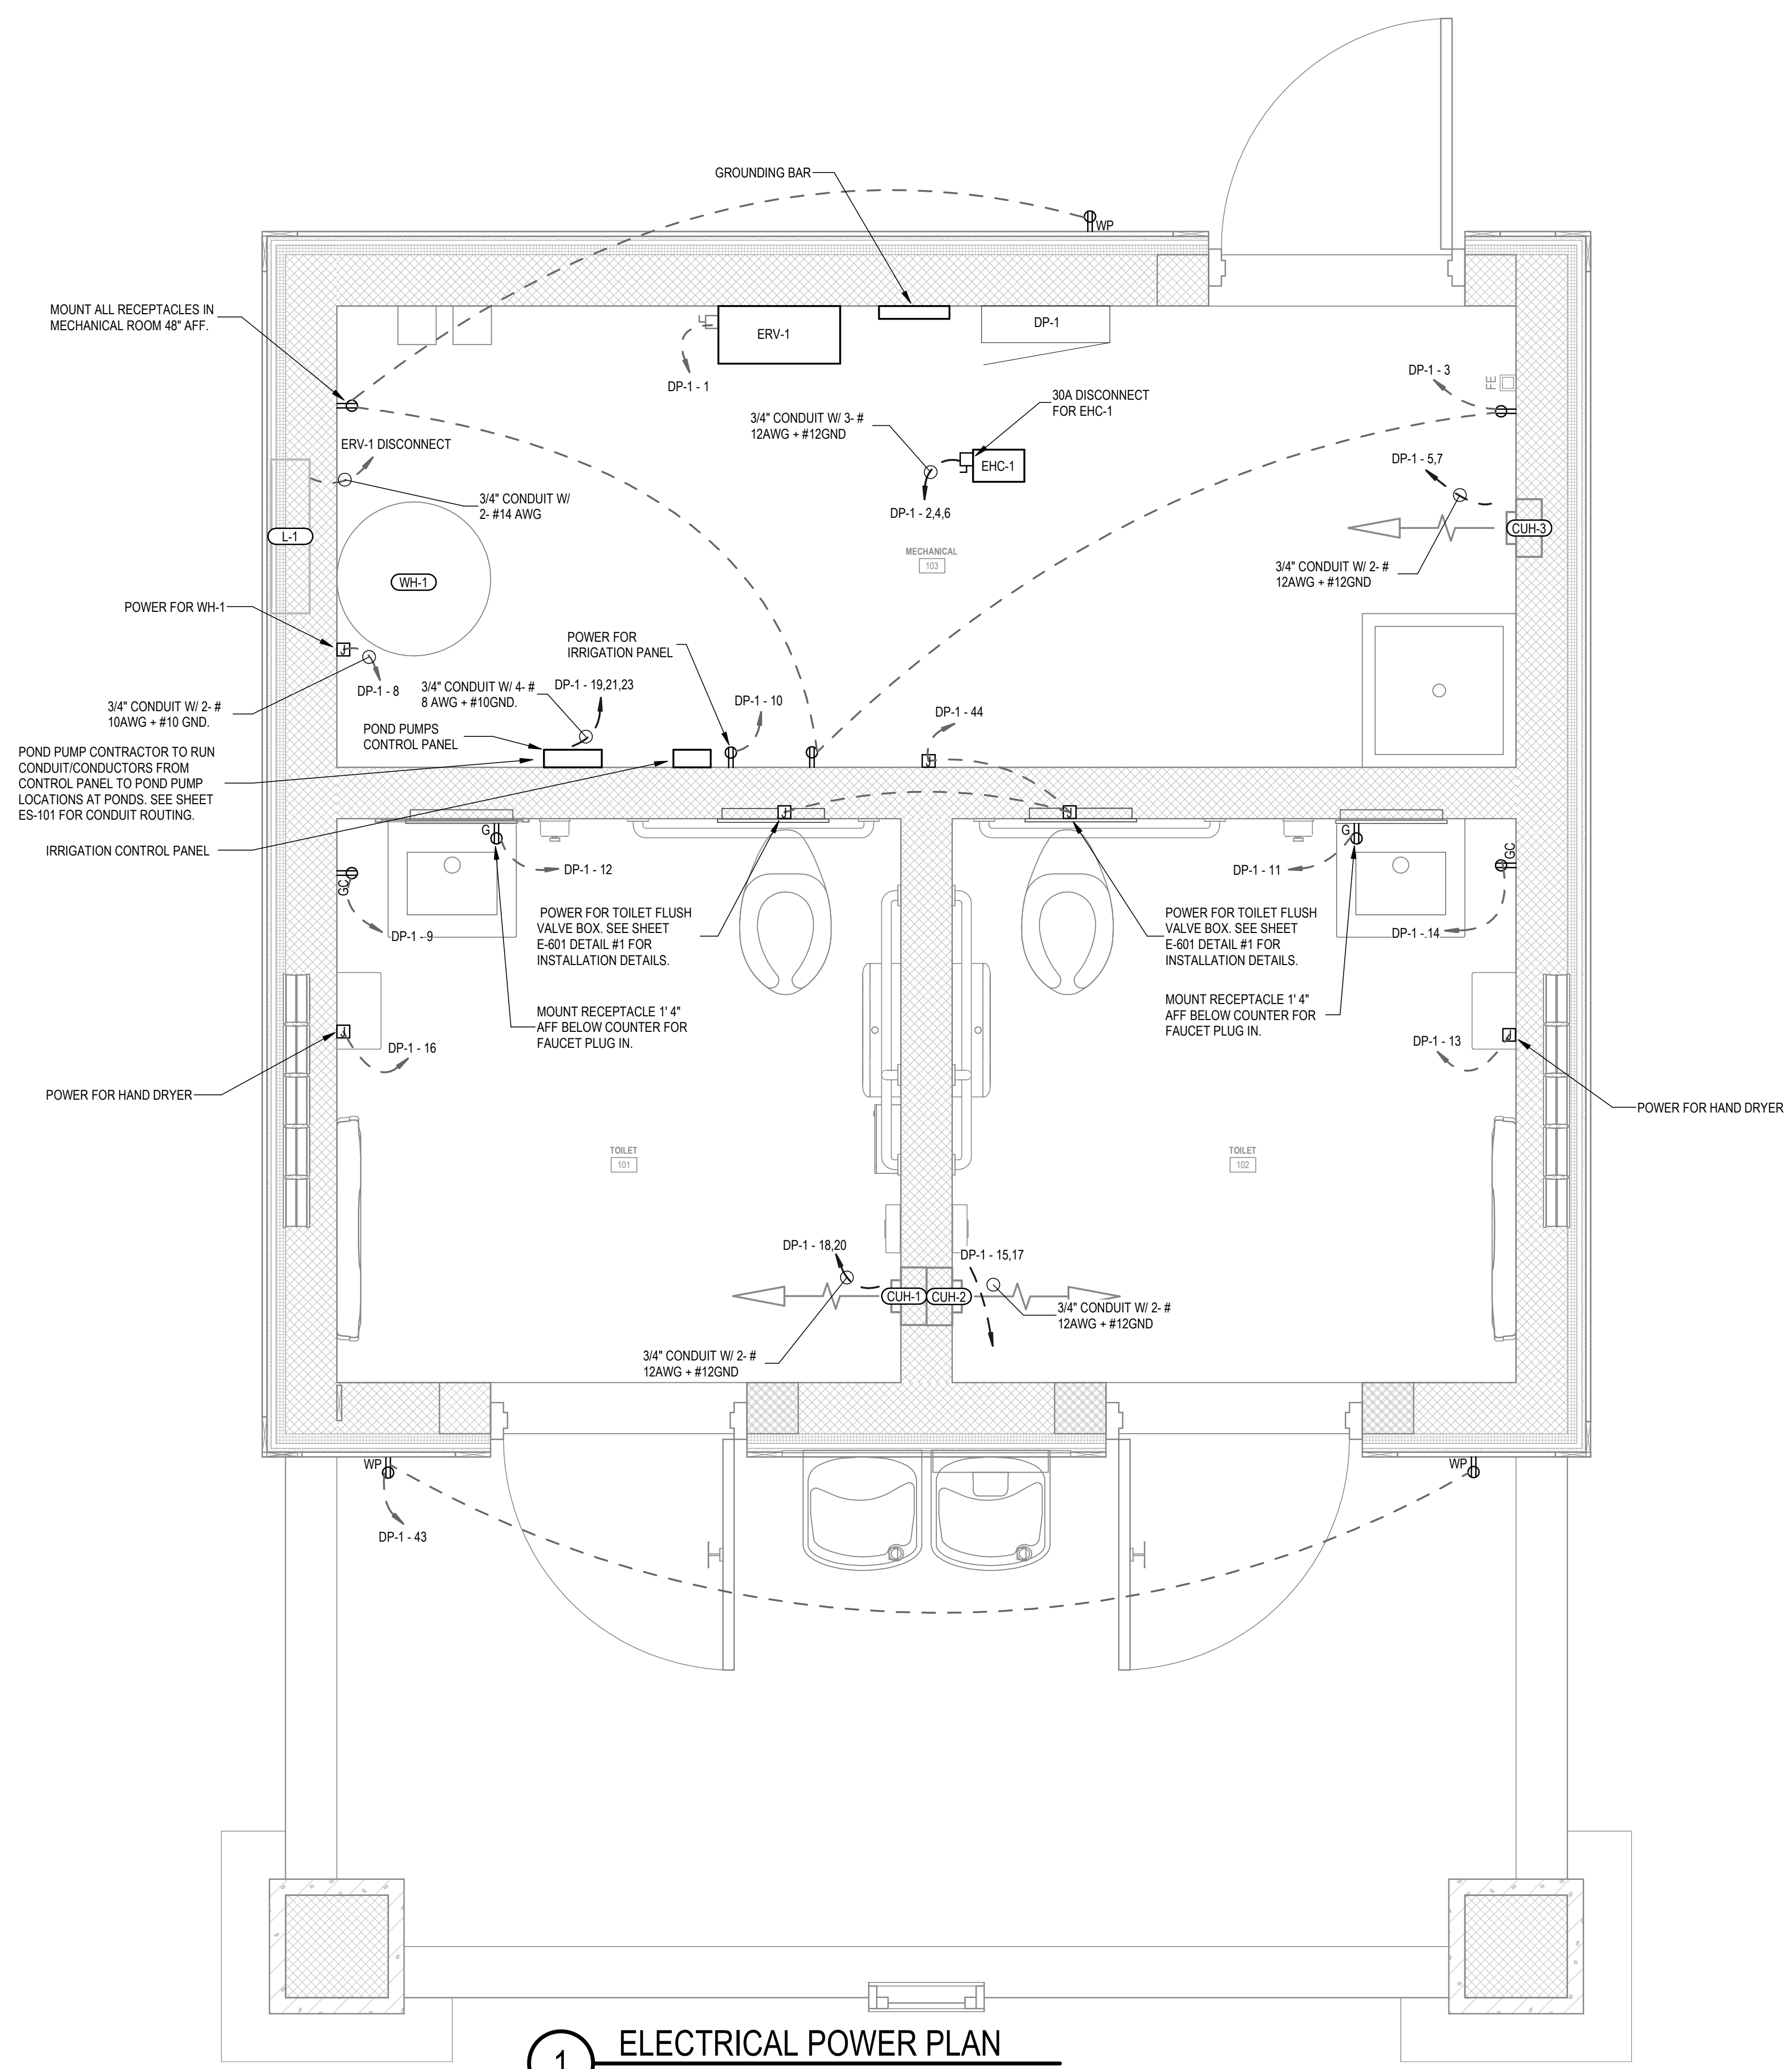 GROUNDING BAR
WP
MOUNT ALL RECEPTACLES IN
MECHANICAL ROOM 48" AFF.
ERV-1
DP-1
DP-1 - 1
DP-1 - 3
FE
30A DISCONNECT
FOR EHC-1
3/4" CONDUIT W/ 3- #
12AWG + #12GND
ERV-1 DISCONNECT
EHC-1
DP-1 - 5,7
3/4" CONDUIT W/
2- #14 AWG
DP-1 - 2,4,6
L-1
CUH-3
MECHANICAL
103
3/4" CONDUIT W/ 2- #
12AWG + #12GND
WH-1
POWER FOR WH-1
J
POWER FOR
IRRIGATION PANEL
DP-1 - 8
3/4" CONDUIT W/ 4- #
8 AWG + #10GND.
DP-1 - 19,21,23
DP-1 - 10
DP-1 - 44
3/4" CONDUIT W/ 2- #
10AWG + #10 GND.
POND PUMPS
CONTROL PANEL
J
POND PUMP CONTRACTOR TO RUN
CONDUIT/CONDUCTORS FROM
CONTROL PANEL TO POND PUMP
LOCATIONS AT PONDS. SEE SHEET
ES-101 FOR CONDUIT ROUTING.
J
J
G
G
IRRIGATION CONTROL PANEL
GC
DP-1 - 12
DP-1 - 11
GC
DP-1 - 9
POWER FOR TOILET FLUSH
VALVE BOX. SEE SHEET
E-601 DETAIL #1 FOR
INSTALLATION DETAILS.
POWER FOR TOILET FLUSH
VALVE BOX. SEE SHEET
E-601 DETAIL #1 FOR
INSTALLATION DETAILS.
DP-1 - 14
MOUNT RECEPTACLE 1' 4"
AFF BELOW COUNTER FOR
FAUCET PLUG IN.
MOUNT RECEPTACLE 1' 4"
AFF BELOW COUNTER FOR
FAUCET PLUG IN.
J
DP-1 - 16
DP-1 - 13
J
POWER FOR HAND DRYER
POWER FOR HAND DRYER
TOILET
101
TOILET
102
DP-1 - 18,20
DP-1 - 15,17
CUH-1
CUH-2
3/4" CONDUIT W/ 2- #
12AWG + #12GND
3/4" CONDUIT W/ 2- #
12AWG + #12GND
WP
WP
DP-1 - 43
1
ELECTRICAL POWER PLAN